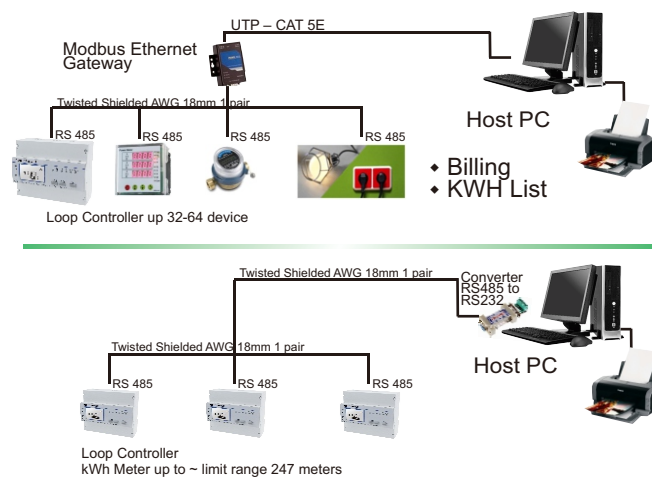 UTP – CAT 5E
Modbus Ethernet
Gateway
Twisted Shielded AWG 18mm 1 pair
RS 485
RS 485
RS 485
RS 485
Host PC
♦ Billing
♦ KWH List
Loop Controller up 32-64 device
Twisted Shielded AWG 18mm 1 pair
Converter
RS485 to
RS232
Twisted Shielded AWG 18mm 1 pair
Host PC
RS 485
RS 485
RS 485
Loop Controller
kWh Meter up to ~ limit range 247 meters